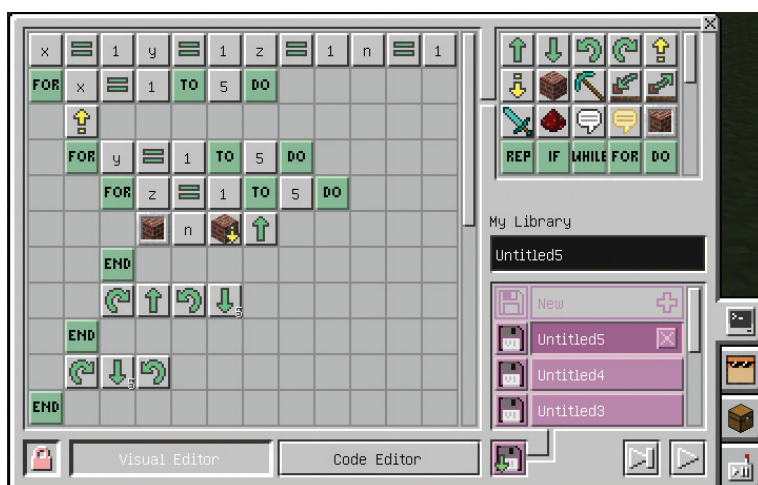 x = 1 y = 1 z = 1 n = 1
FOR x = 1 TO 5 DO
FOR y = 1 TO 5 DO
FOR z = 1 TO 5 DO
n
END
5
END
5
END
REP IF WHILE FOR DO
My Library
Untitled5
New
Untitled5
Untitled4
Untitled3
Visual Editor
Code Editor